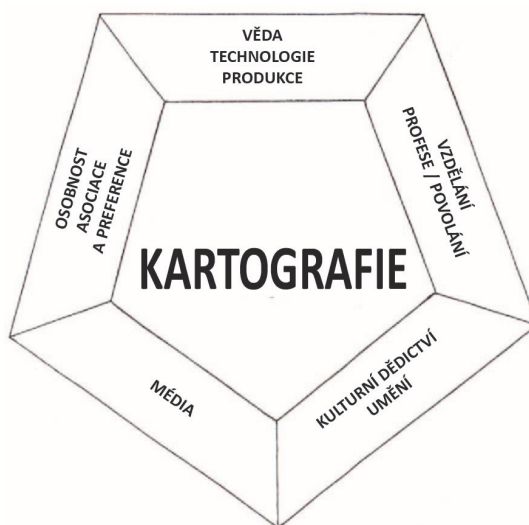 VĚDA
TECHNOLOGIE
PRODUKCE
VZDĚLÁNÍ
PROFESE / POVOLÁNÍ
OSOBNOST
ASOCIACE
A PREFERENCE
KARTOGRAFIE
MÉDIA
KULTURNÍ DĚDICTVÍ
UMĚNÍ